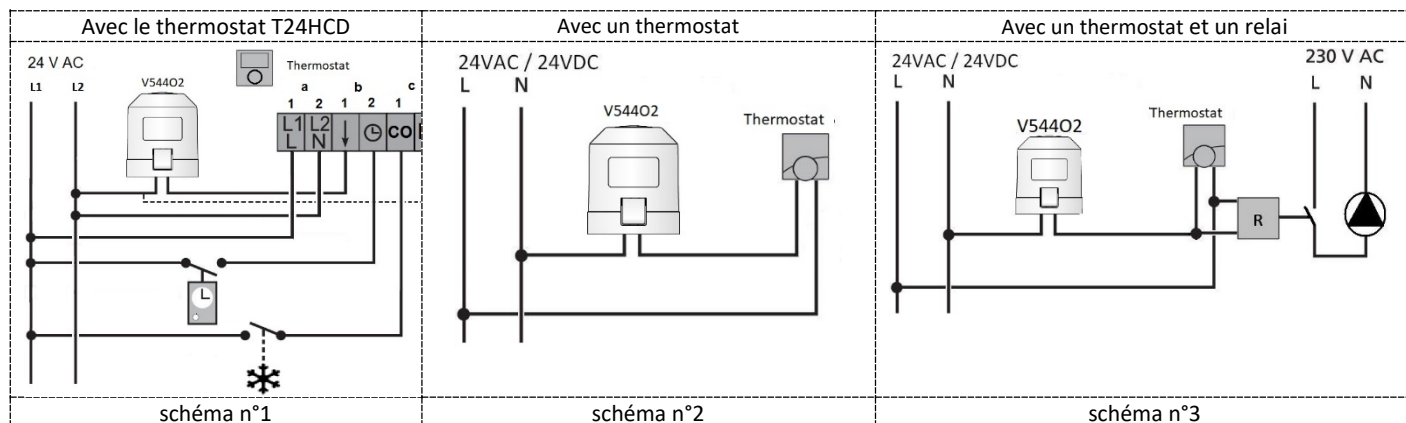 Avec le thermostat T24HCD
24 V AC
L1 L2
V544O2
Thermostat
a b c
1 2 1 2 1
L1 L2 CO
L N
schéma n°1
Avec un thermostat
24VAC / 24VDC
L N
V544O2
Thermostat
schéma n°2
Avec un thermostat et un relai
24VAC / 24VDC
L N
230 V AC
L N
V544O2
Thermostat
R
schéma n°3